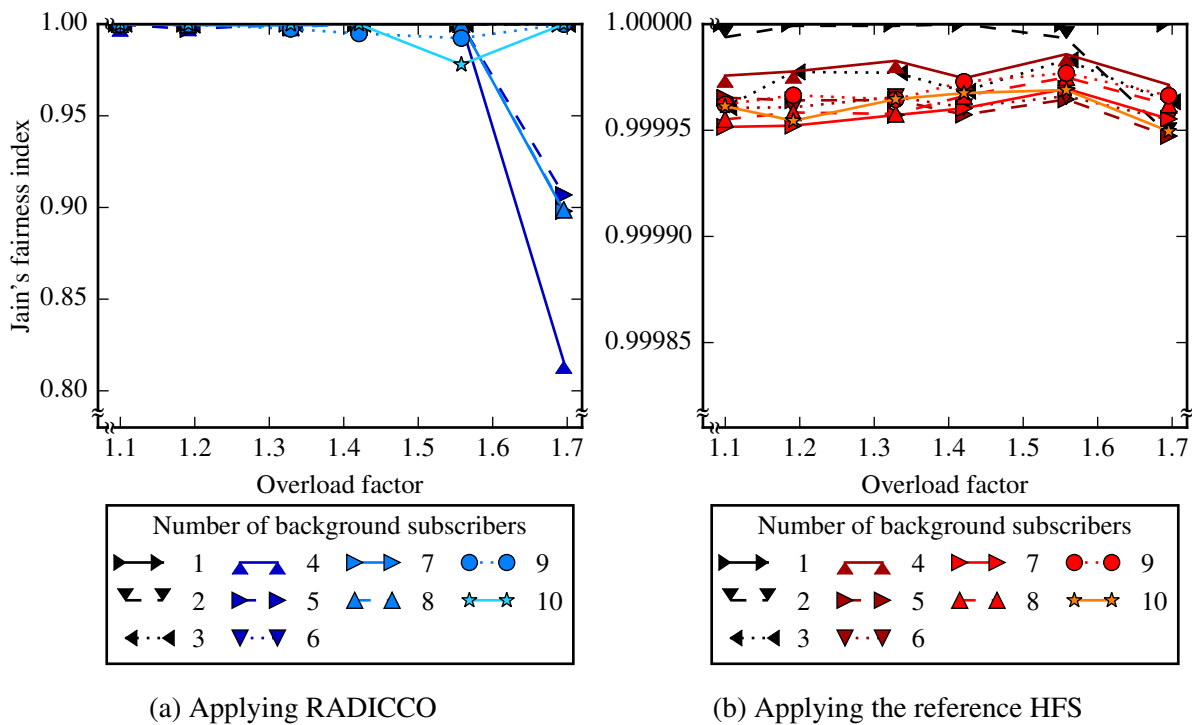 Jain's fairness index
1.00
0.95
0.90
0.85
0.80
1.1 1.2 1.3 1.4 1.5 1.6 1.7
Overload factor
Number of background subscribers
1 4 7 9
2 5 8 10
3 6
(a) Applying RADICCO
1.00000
0.99995
0.99990
0.99985
1.1 1.2 1.3 1.4 1.5 1.6 1.7
Overload factor
Number of background subscribers
1 4 7 9
2 5 8 10
3 6
(b) Applying the reference HFS